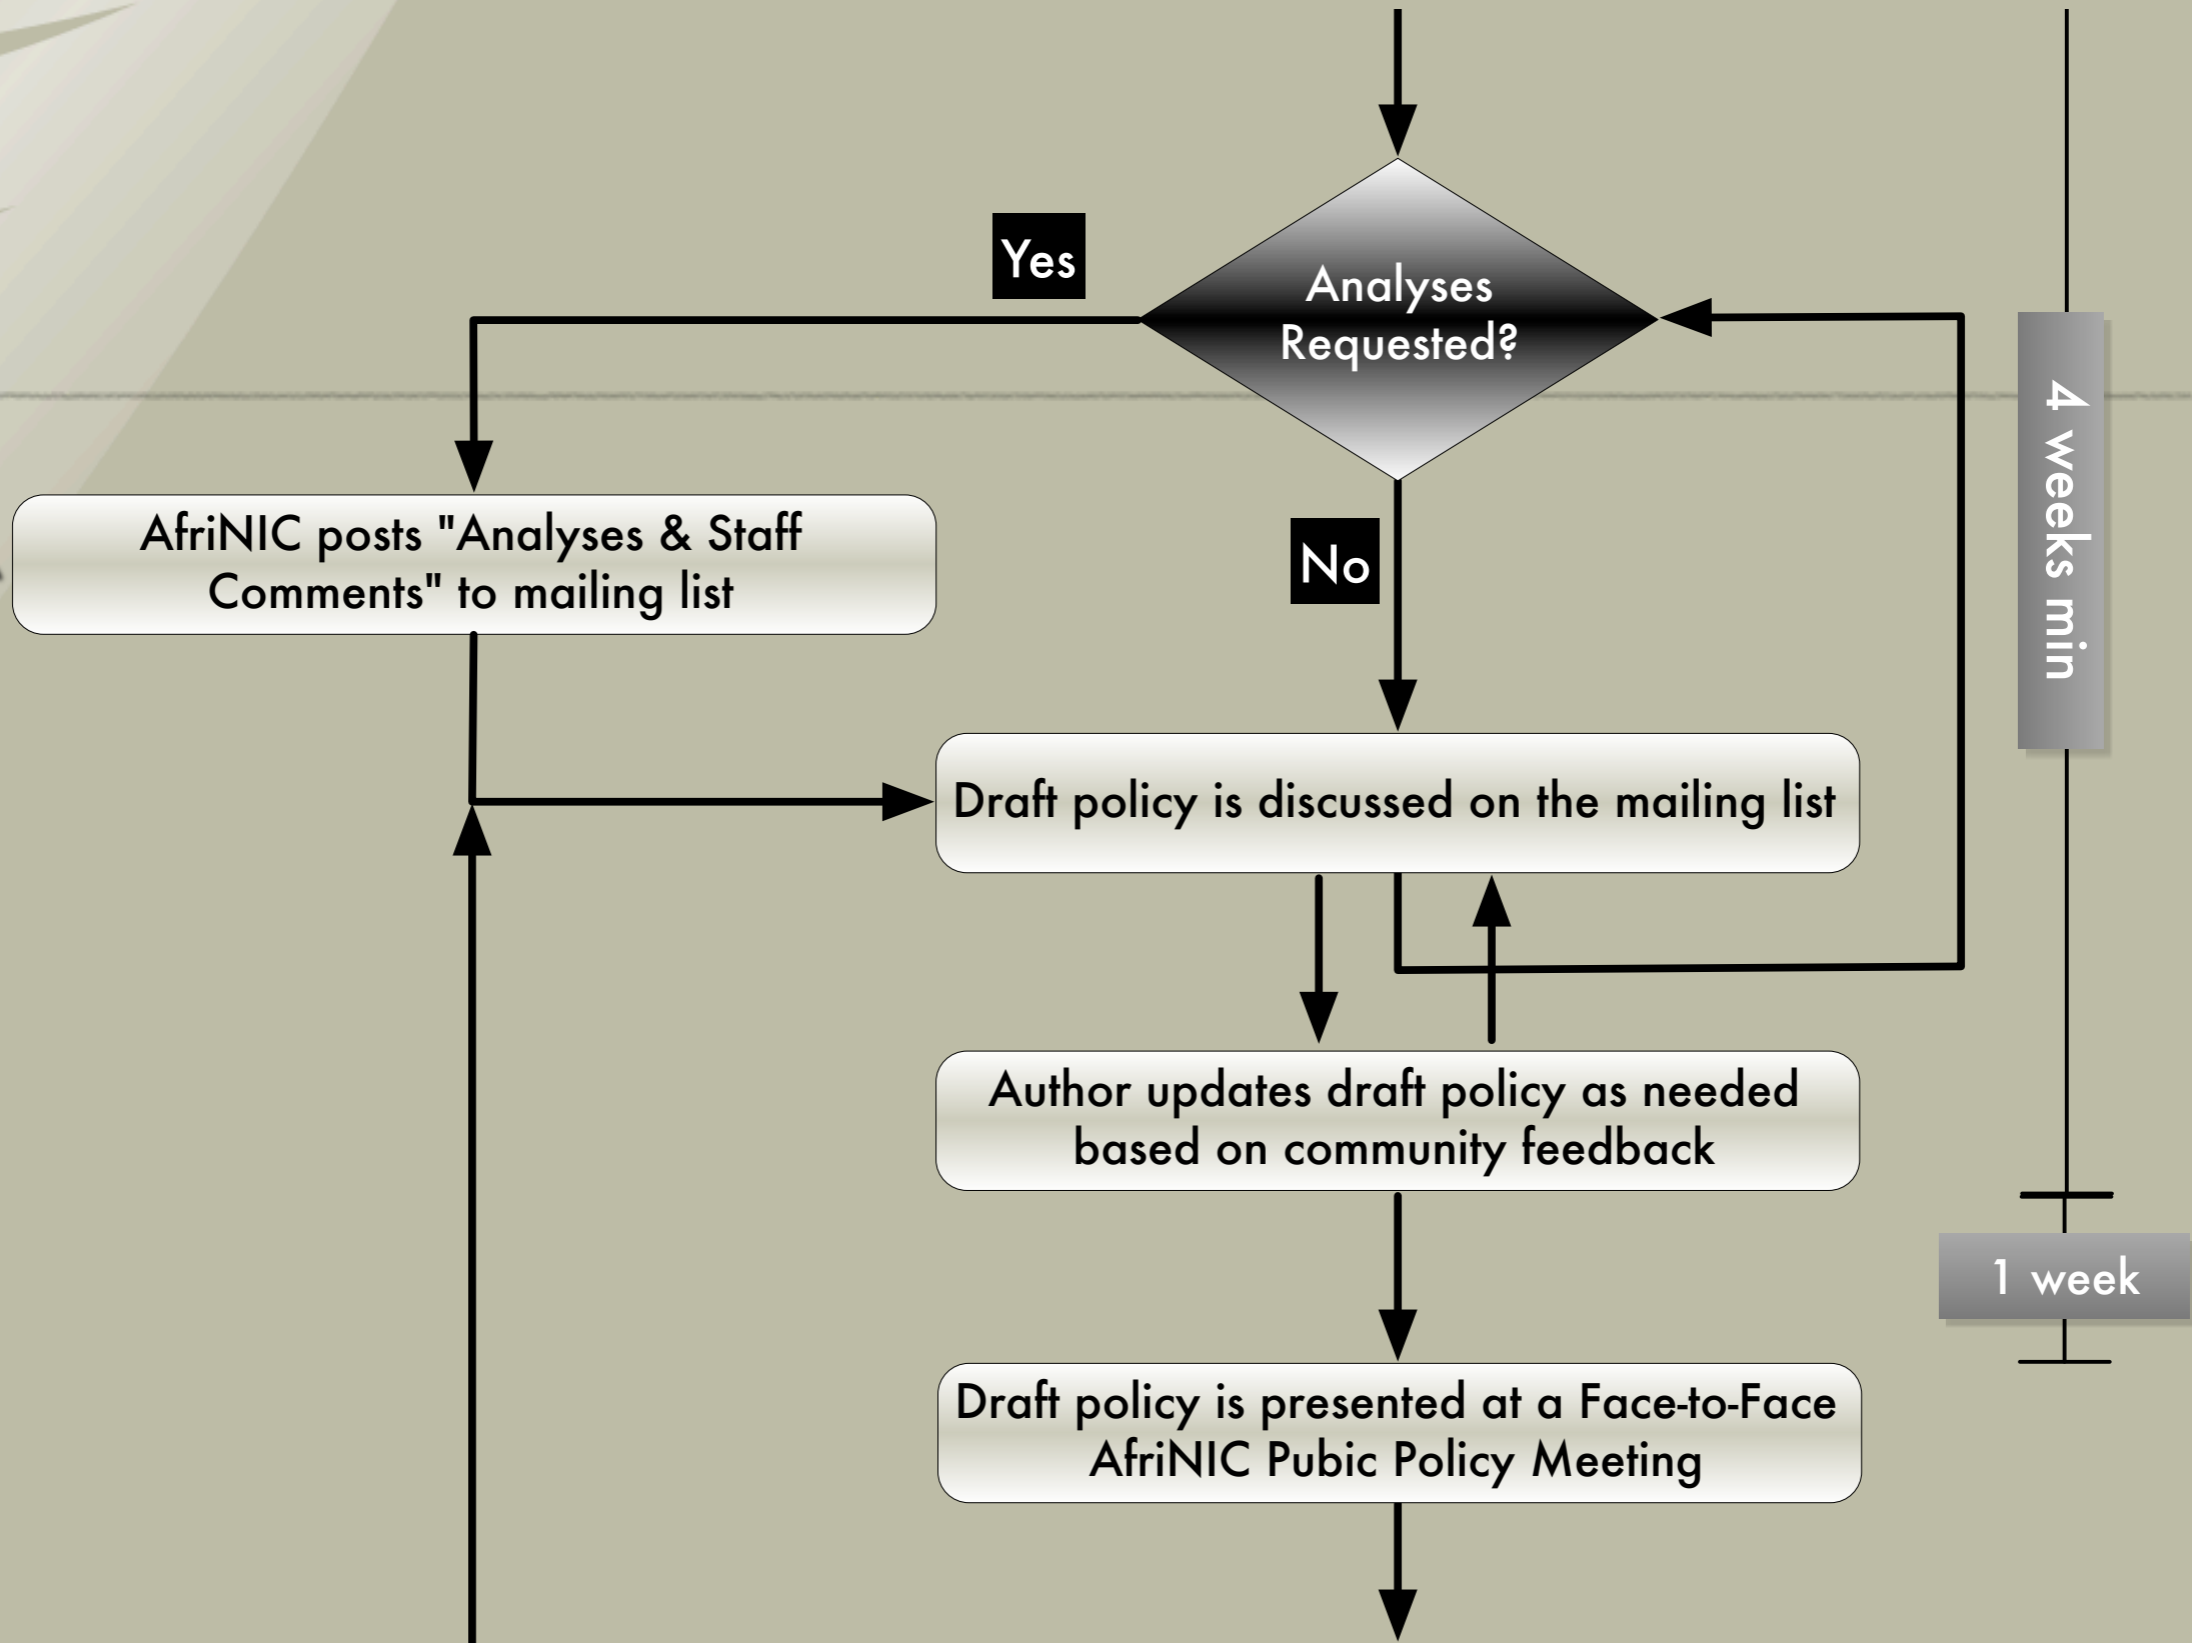 Yes
Analyses
Requested?
4 weeks min
AfriNIC posts "Analyses & Staff
Comments" to mailing list
No
Draft policy is discussed on the mailing list
Author updates draft policy as needed
based on community feedback
1 week
Draft policy is presented at a Face-to-Face
AfriNIC Pubic Policy Meeting